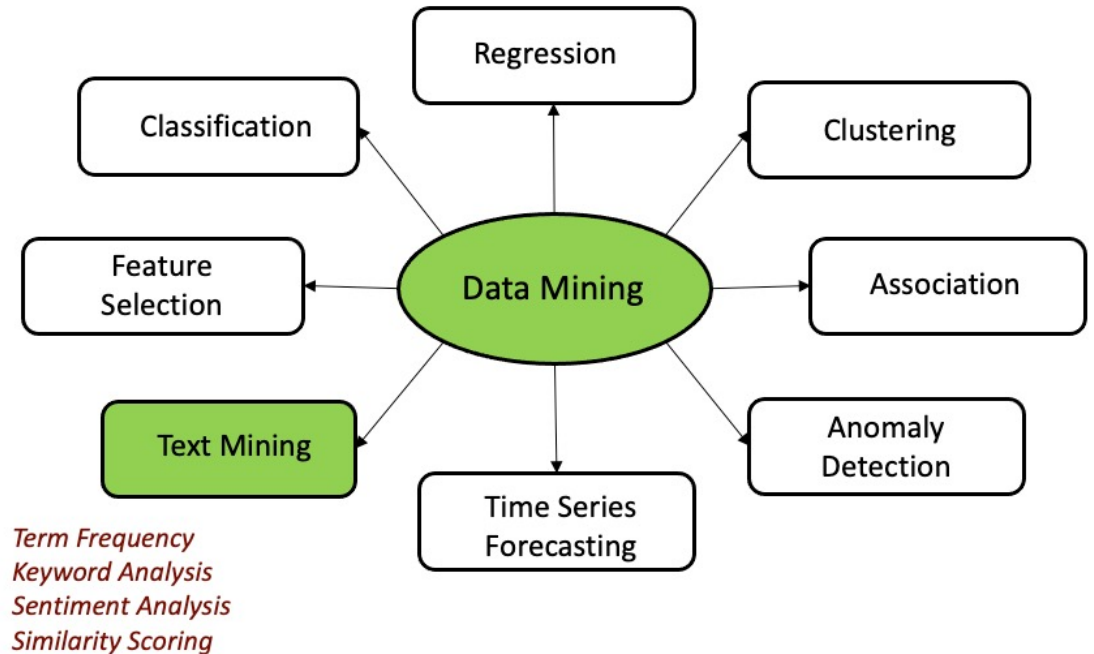 Regression
Classification
Clustering
Feature
Selection
Data Mining
Association
Text Mining
Anomaly
Detection
Time Series
Forecasting
Term Frequency
Keyword Analysis
Sentiment Analysis
Similarity Scoring